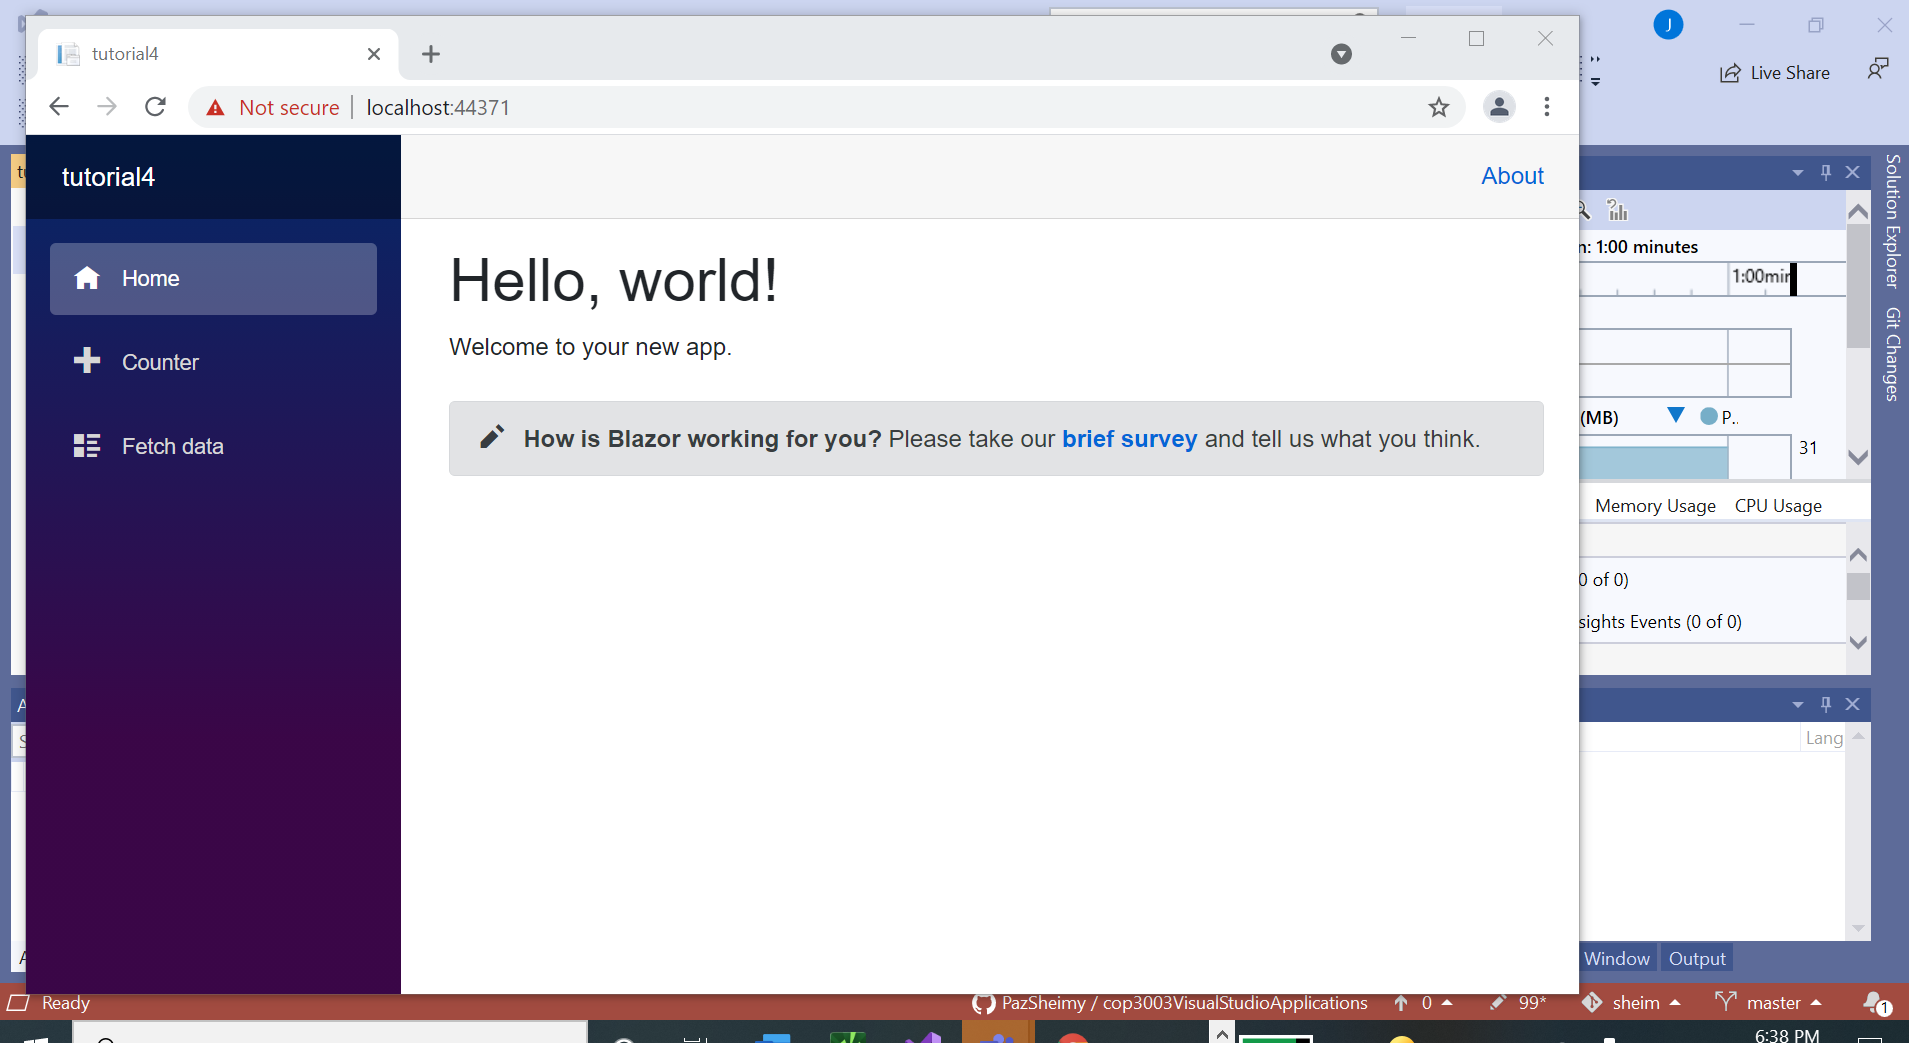 tutorial4
Not secure
localhost:44371
Live Share
J
tutorial4
About
Home
Counter
Fetch data
Hello, world!
Welcome to your new app.
How is Blazor working for you? Please take our brief survey and tell us what you think.
Solution Explorer
Git Changes
n: 1:00 minutes
1:00min
(MB)
P..
31
Memory Usage
CPU Usage
0 of 0)
sights Events (0 of 0)
Lang
Window
Output
Ready
PazSheimy / cop3003VisualStudioApplications
0
99*
sheim
master
1
6:38 PM